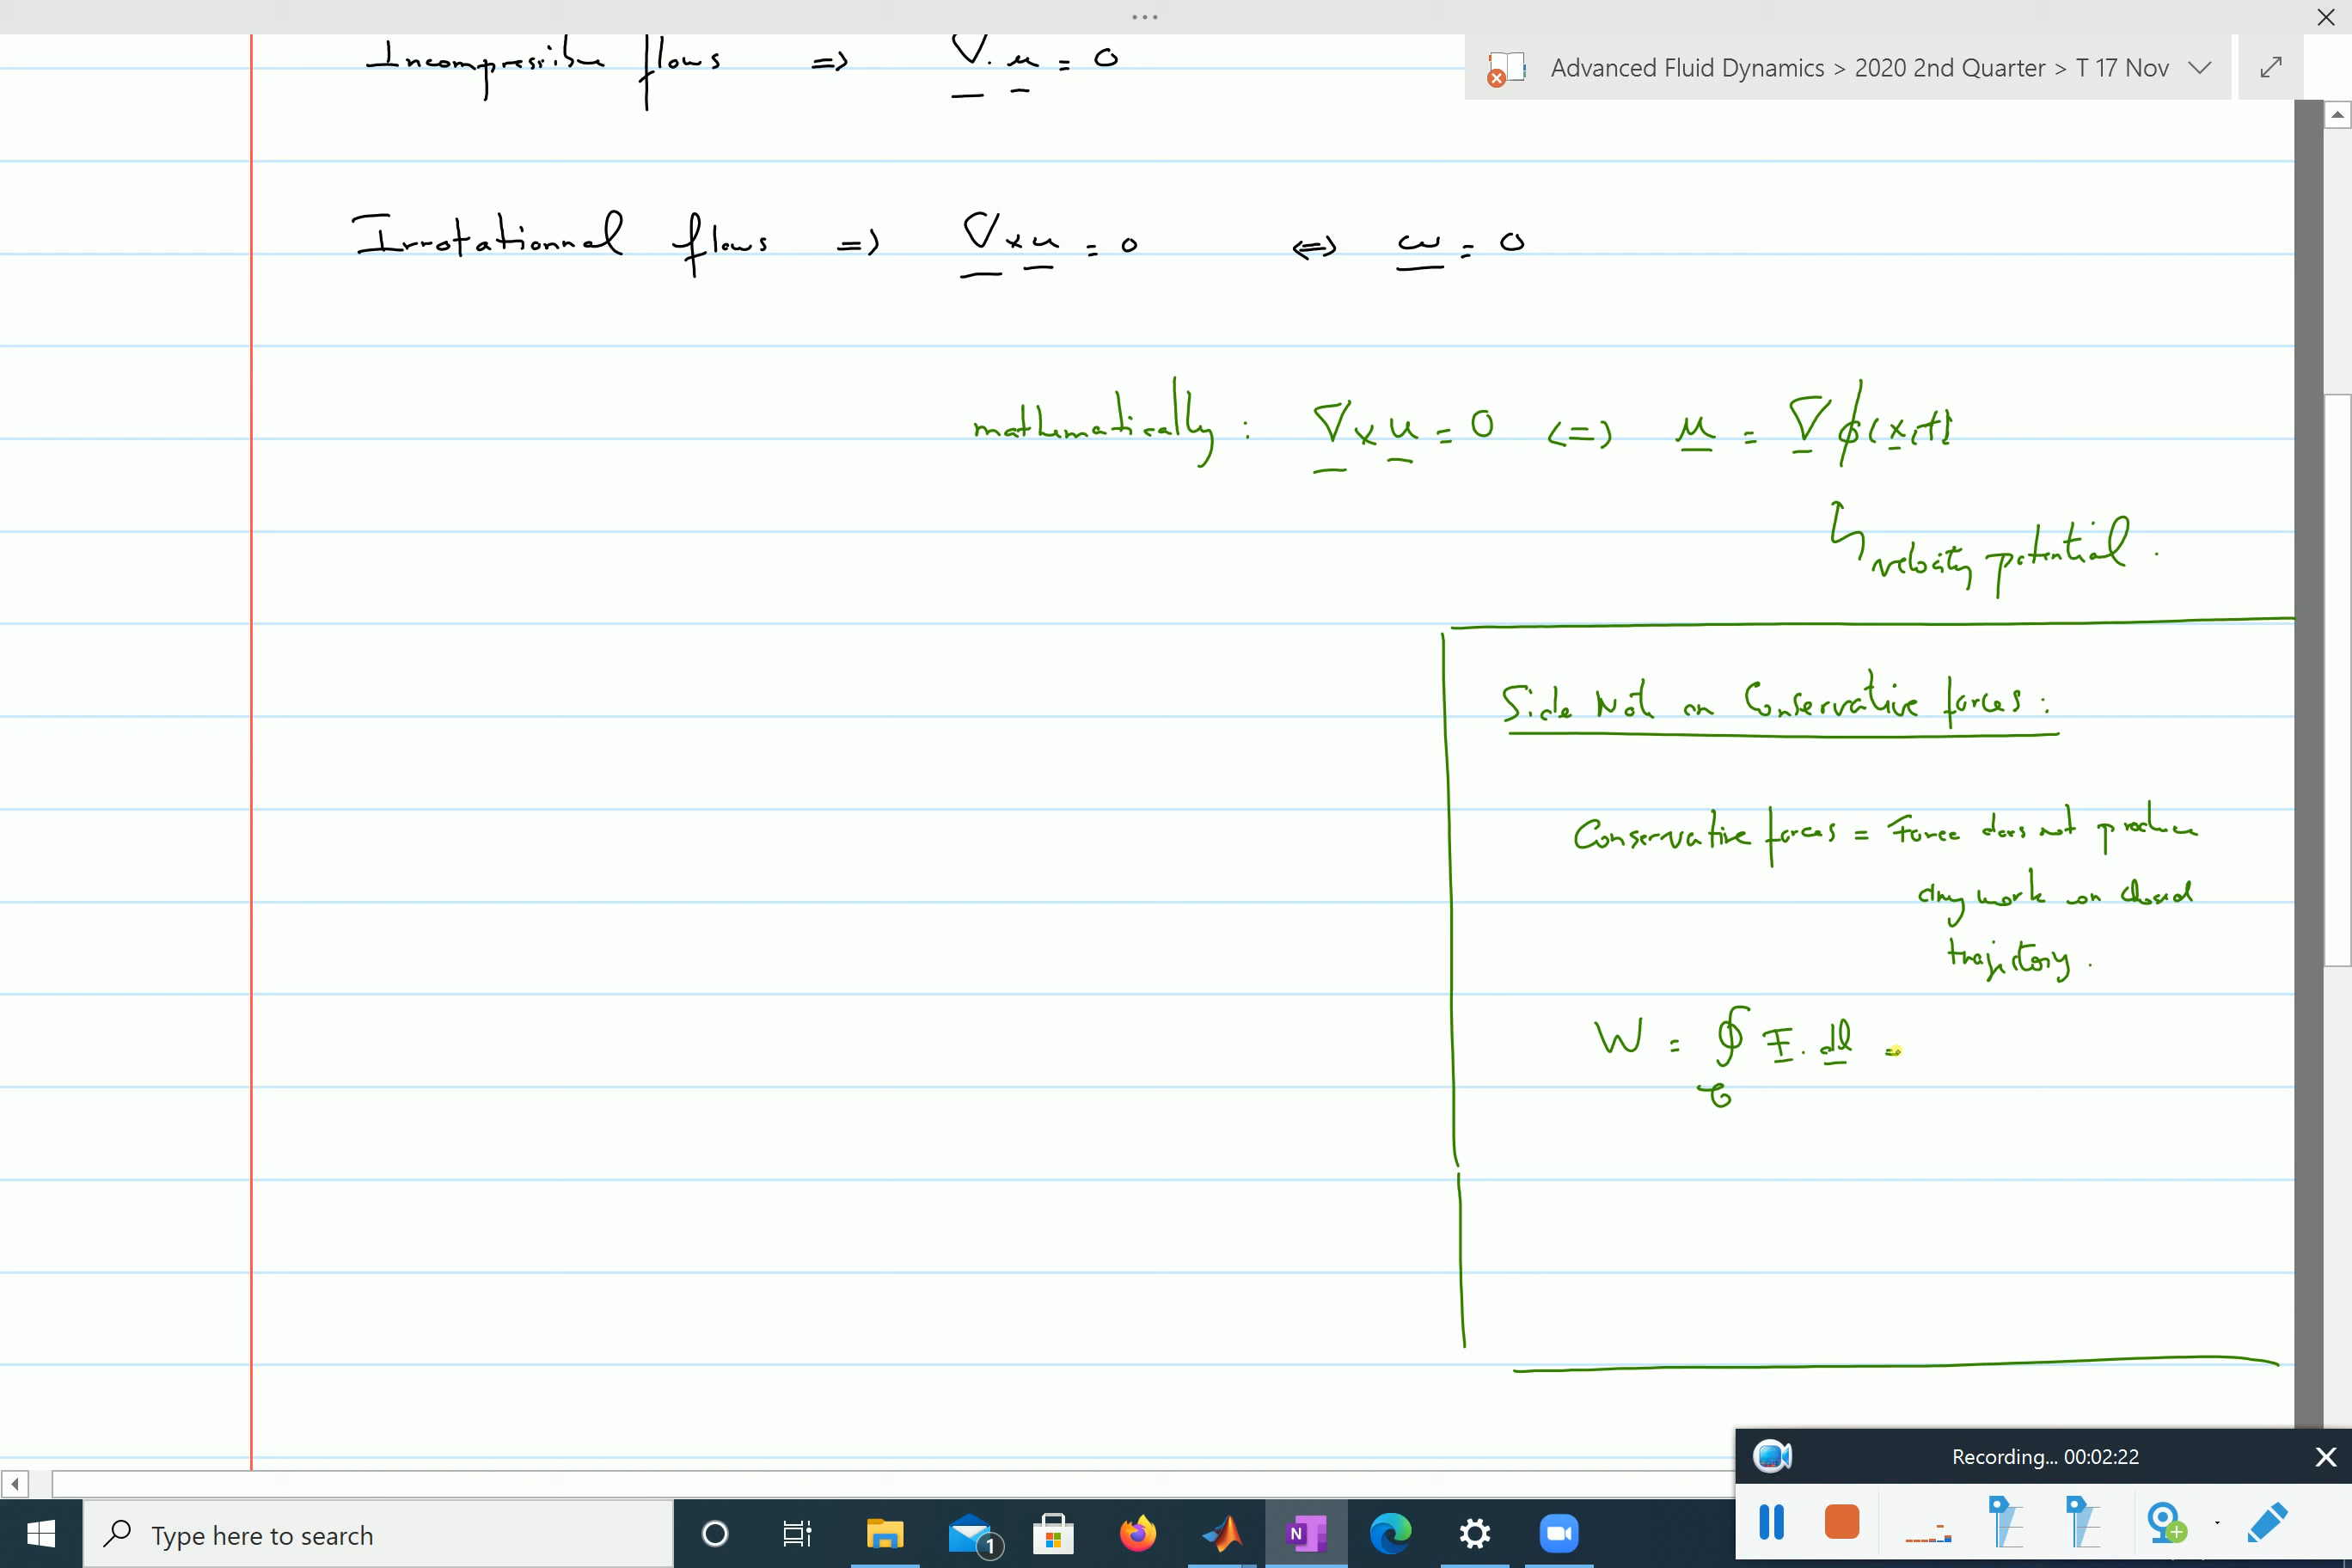 Incompressible flows => ∇. u = 0
Advanced Fluid Dynamics > 2020 2nd Quarter > T 17 Nov
Irrotationnal flows => ∇ x u = 0 <=> ω = 0
mathematically : ∇ x u = 0 <=> u = ∇ϕ(x,t)
velocity potential .
Side Not on Conservative forces :
Conservative forces = Force does not produce
any work on closed
trajectory .
W = ∮ F . dl =
C
Recording... 00:02:22
Type here to search
1
N